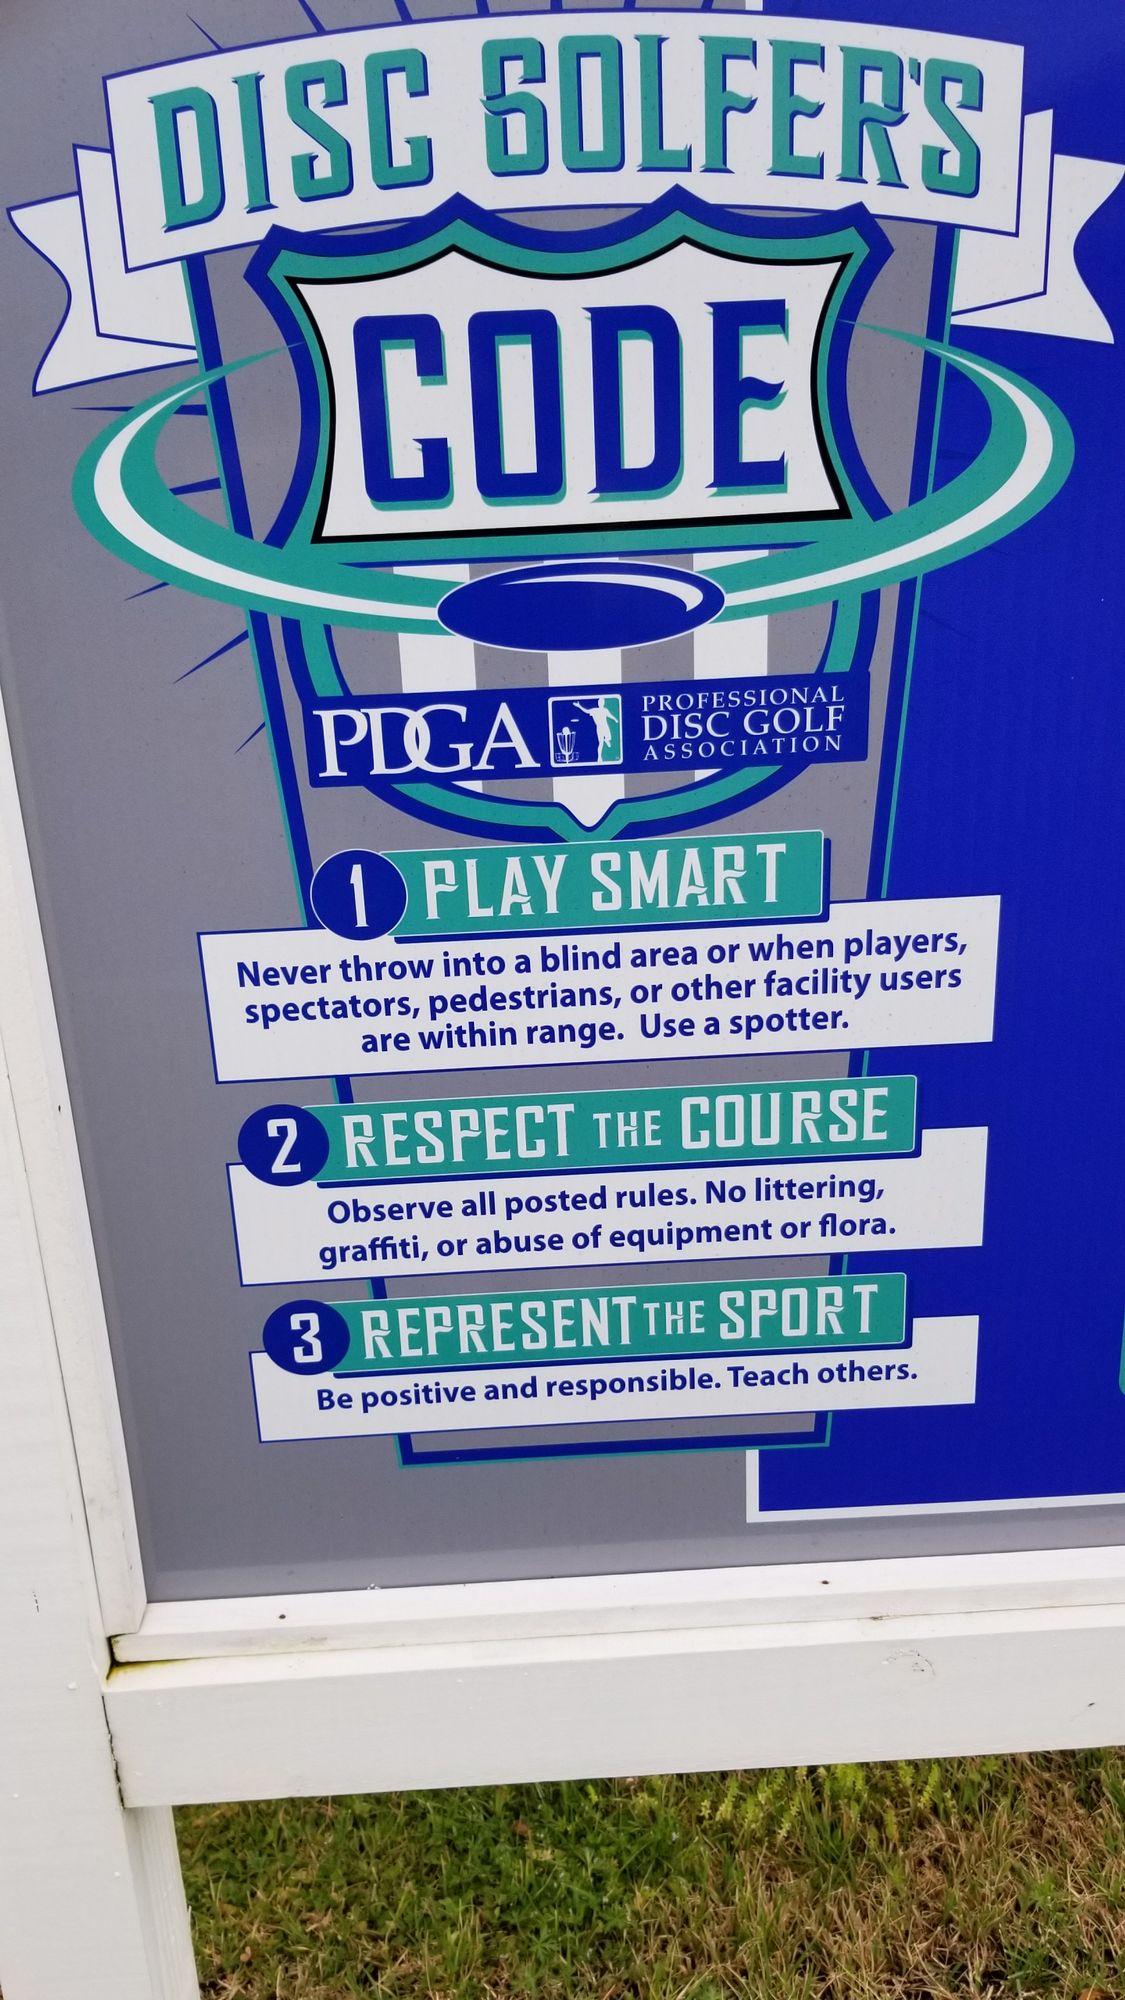 DISC GOLFER'S
CODE
PDGA
PROFESSIONAL
DISC GOLF
ASSOCIATION
1 PLAY SMART
Never throw into a blind area or when players,
spectators, pedestrians, or other facility users
are within range. Use a spotter.
2 RESPECT THE COURSE
Observe all posted rules. No littering,
graffiti, or abuse of equipment or flora.
3 REPRESENT THE SPORT
Be positive and responsible. Teach others.